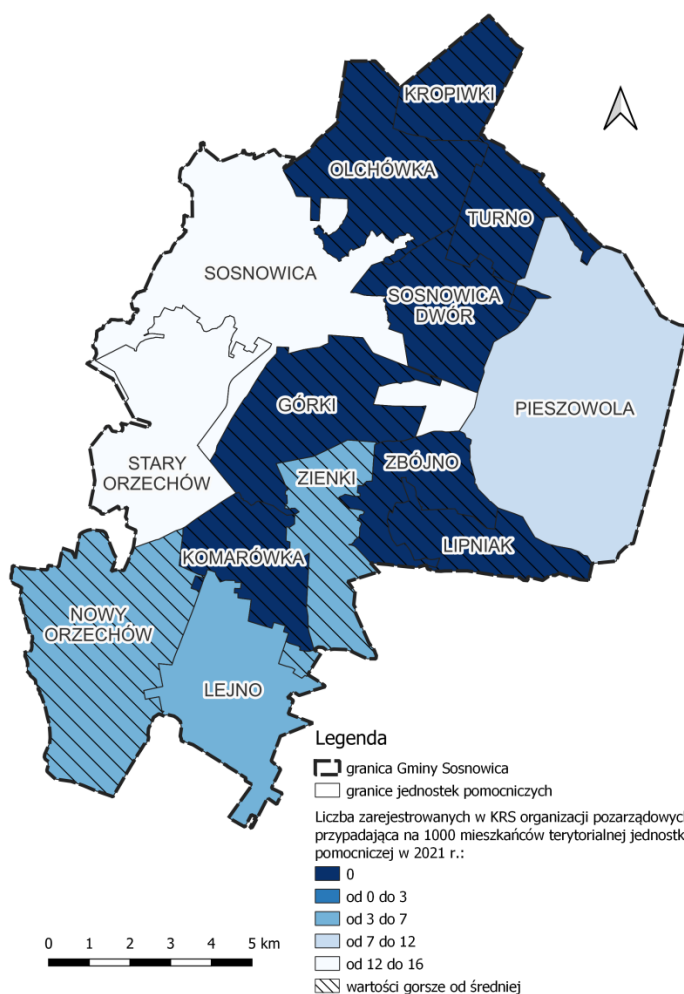 KROPIWKI
OLCHÓWKA
TURNO
SOSNOWICA
SOSNOWICA
DWÓR
PIESZOWOLA
GÓRKI
STARY
ORZECHÓW
ZIENKI
ZBÓJNO
LIPNIAK
KOMARÓWKA
NOWY
ORZECHÓW
LEJNO
Legenda
granica Gminy Sosnowica
granice jednostek pomocniczych
Liczba zarejestrowanych w KRS organizacji pozarządowych
przypadająca na 1000 mieszkańców terytorialnej jednostk
pomocniczej w 2021 r.:
0
od 0 do 3
od 3 do 7
od 7 do 12
od 12 do 16
wartości gorsze od średniej
0 1 2 3 4 5 km